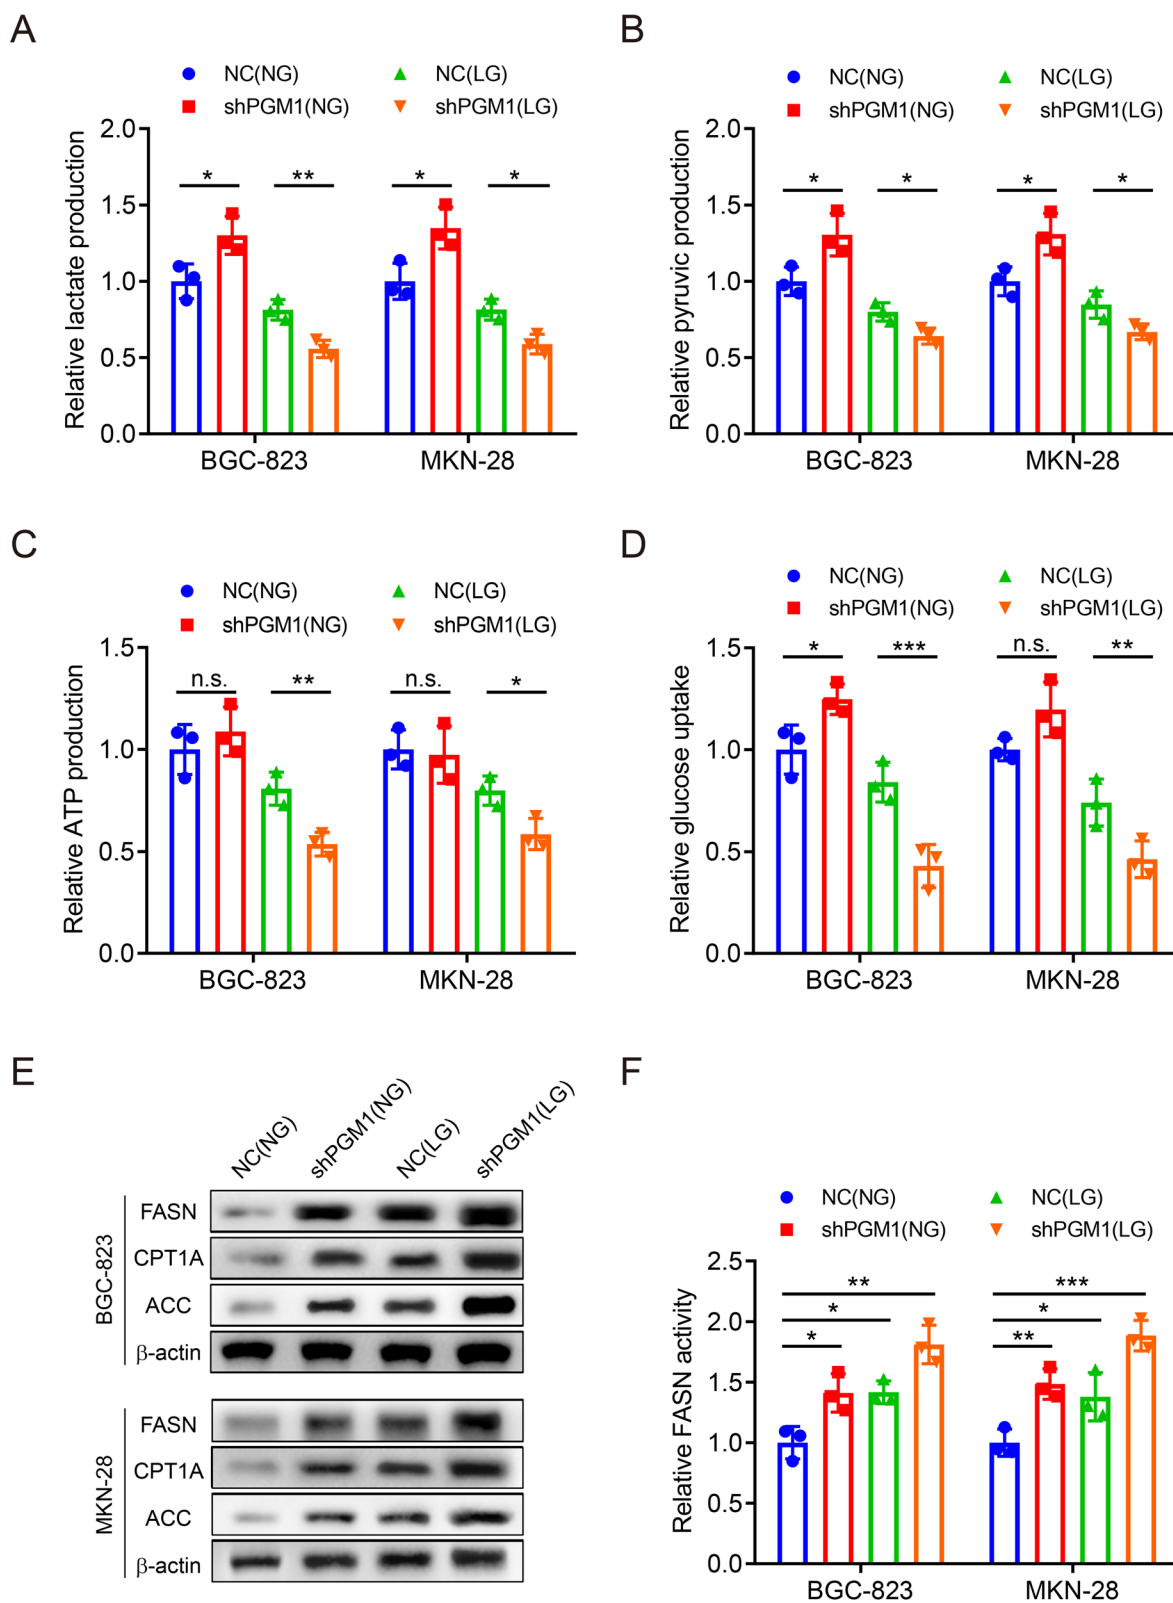 A
NC(NG) NC(LG)
shPGM1(NG) shPGM1(LG)
Relative lactate production
2.0
1.5
1.0
0.5
0.0
* ** * *
BGC-823 MKN-28
B
NC(NG) NC(LG)
shPGM1(NG) shPGM1(LG)
Relative pyruvic production
2.0
1.5
1.0
0.5
0.0
* * * *
BGC-823 MKN-28
C
NC(NG) NC(LG)
shPGM1(NG) shPGM1(LG)
Relative ATP production
1.5
1.0
0.5
0.0
n.s. ** n.s. *
BGC-823 MKN-28
D
NC(NG) NC(LG)
shPGM1(NG) shPGM1(LG)
Relative glucose uptake
1.5
1.0
0.5
0.0
* *** n.s. **
BGC-823 MKN-28
E
NC(NG) shPGM1(NG) NC(LG) shPGM1(LG)
BGC-823
FASN
CPT1A
ACC
β-actin
MKN-28
FASN
CPT1A
ACC
β-actin
F
NC(NG) NC(LG)
shPGM1(NG) shPGM1(LG)
Relative FASN activity
2.5
2.0
1.5
1.0
0.5
0.0
** ***
* *
* **
BGC-823 MKN-28